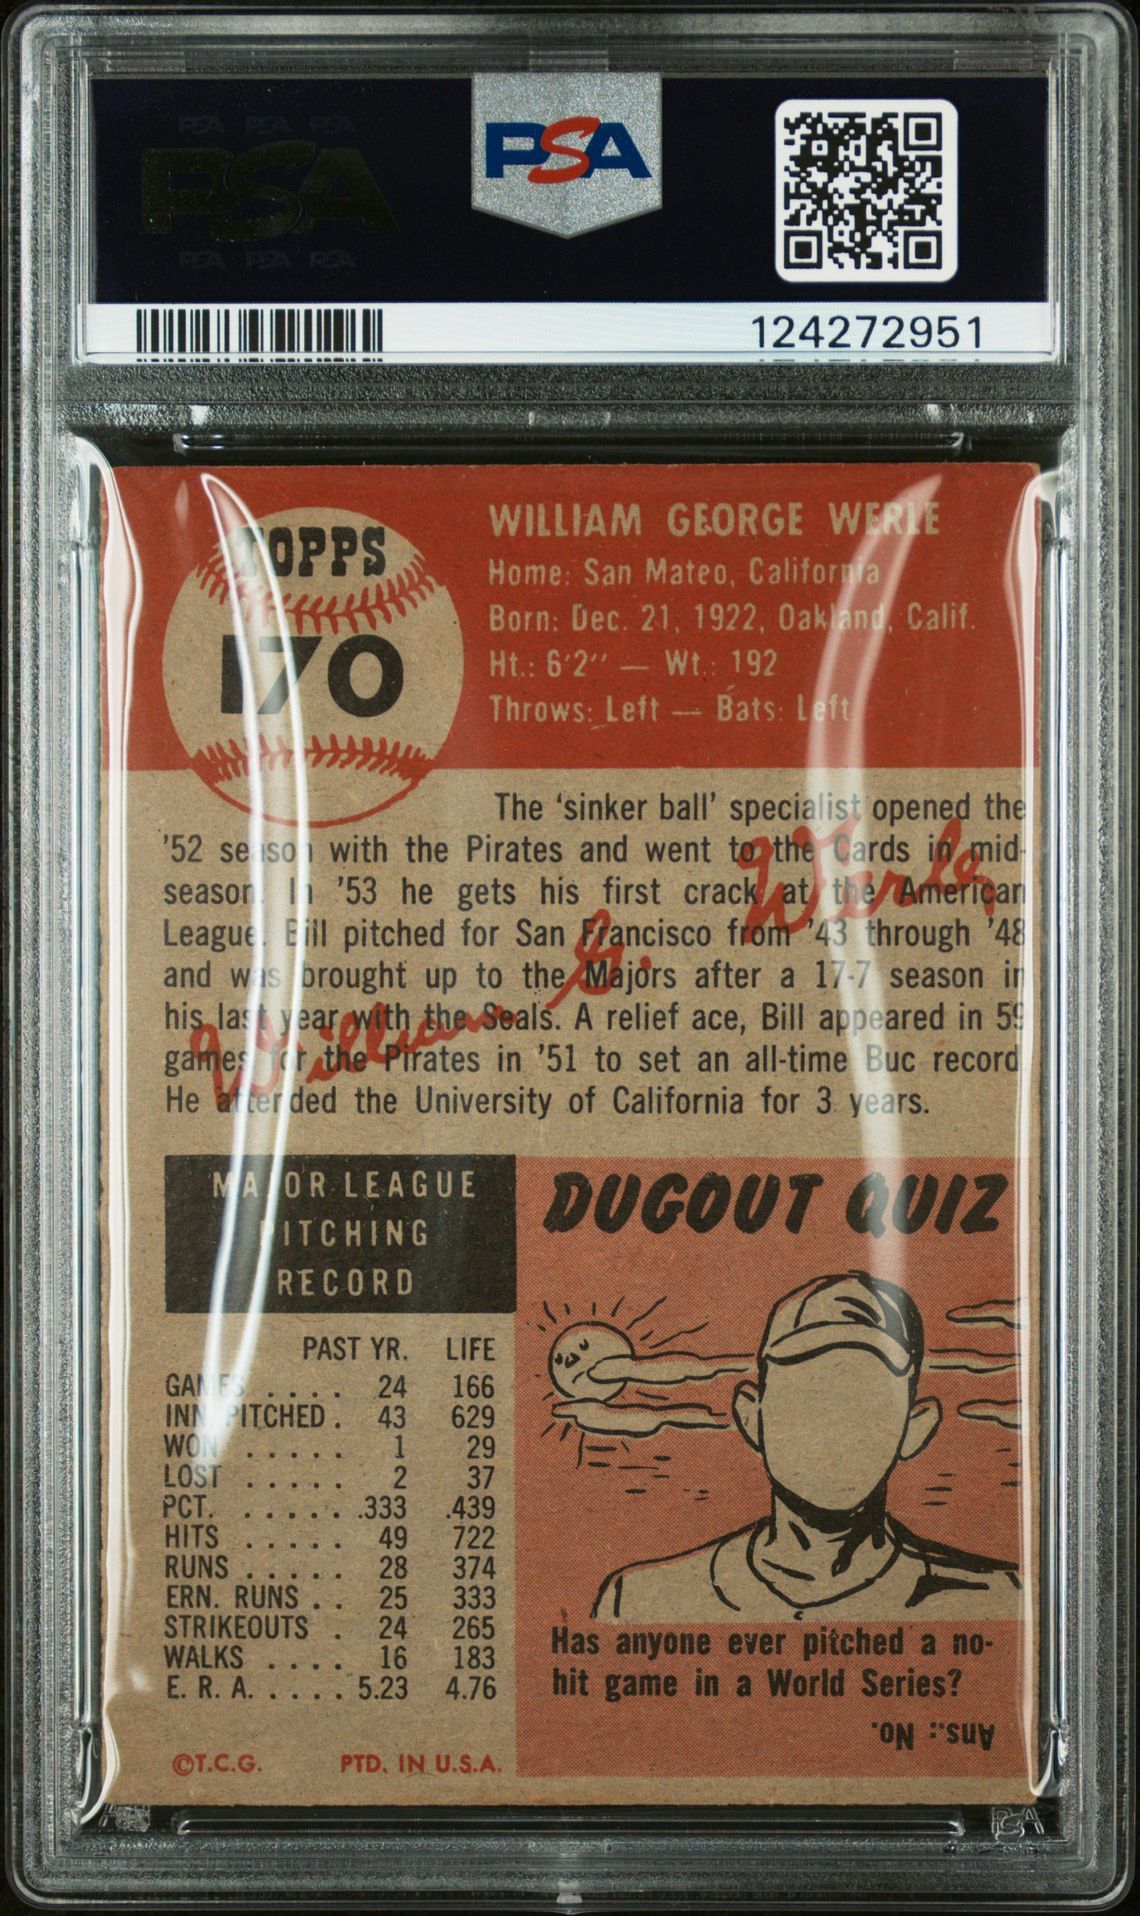 PSA PSA PSA
PSA
PSA PSA PSA
PSA
124272951
TOPPS
170
WILLIAM GEORGE WERLE
Home: San Mateo, California
Born: Dec. 21, 1922, Oakland, Calif.
Ht.: 6'2" — Wt.: 192
Throws: Left — Bats: Left
The 'sinker ball' specialist opened the
'52 season with the Pirates and went to the Cards in mid-
season. In '53 he gets his first crack at the American
League. Bill pitched for San Francisco from '43 through '48
and was brought up to the Majors after a 17-7 season in
his last year with the Seals. A relief ace, Bill appeared in 59
games for the Pirates in '51 to set an all-time Buc record
He attended the University of California for 3 years.
William G. Werle
MAJOR LEAGUE
PITCHING
RECORD
PAST YR. LIFE
GAMES .... 24 166
INN. PITCHED . 43 629
WON ..... 1 29
LOST ..... 2 37
PCT. ..... .333 .439
HITS ..... 49 722
RUNS ..... 28 374
ERN. RUNS .. 25 333
STRIKEOUTS . 24 265
WALKS .... 16 183
E. R. A. ..... 5.23 4.76
©T.C.G. PTD. IN U.S.A.
DUGOUT QUIZ
Has anyone ever pitched a no-
hit game in a World Series?
Ans.: No.
PSA